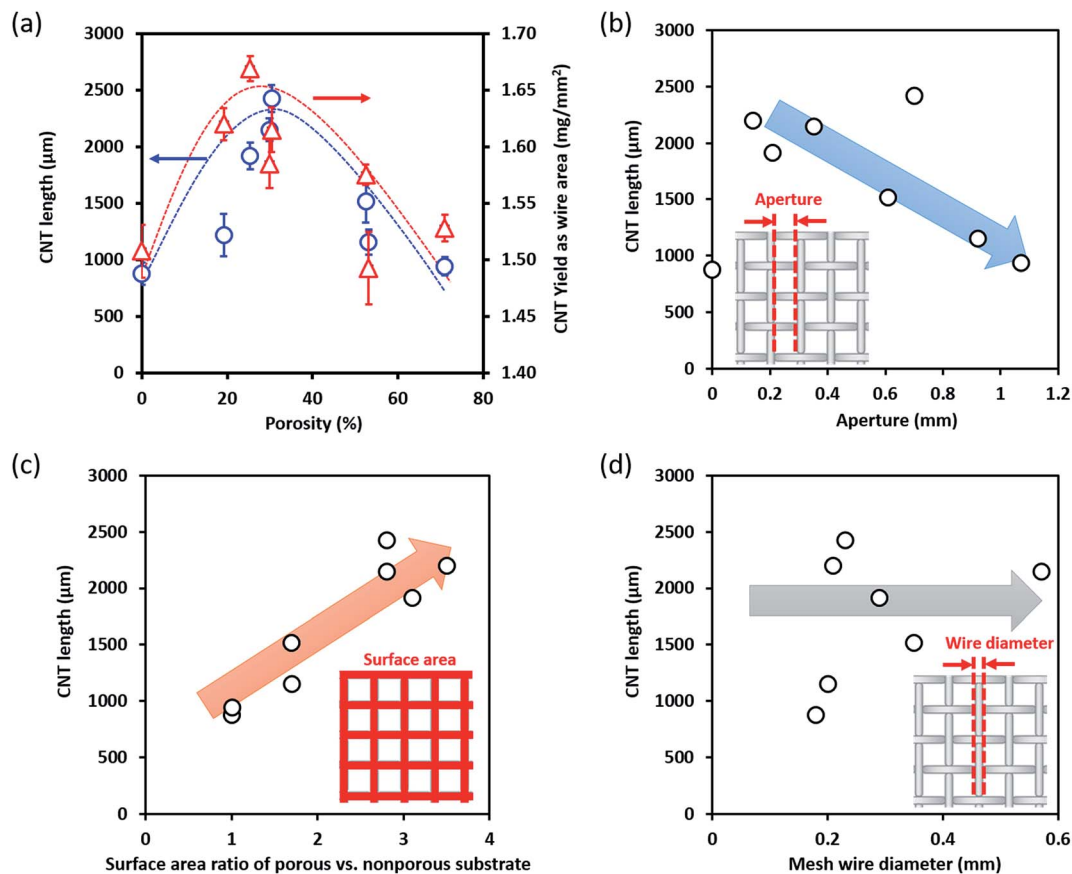 (a)
3000
2500
2000
1500
1000
500
0
CNT length (µm)
1.70
1.65
1.60
1.55
1.50
1.45
1.40
CNT Yield as wire area (mg/mm²)
0 20 40 60 80
Porosity (%)
(b)
3000
2500
2000
1500
1000
500
0
CNT length (µm)
Aperture
0 0.2 0.4 0.6 0.8 1 1.2
Aperture (mm)
(c)
3000
2500
2000
1500
1000
500
0
CNT length (µm)
Surface area
0 1 2 3 4
Surface area ratio of porous vs. nonporous substrate
(d)
3000
2500
2000
1500
1000
500
0
CNT length (µm)
Wire diameter
0 0.2 0.4 0.6
Mesh wire diameter (mm)